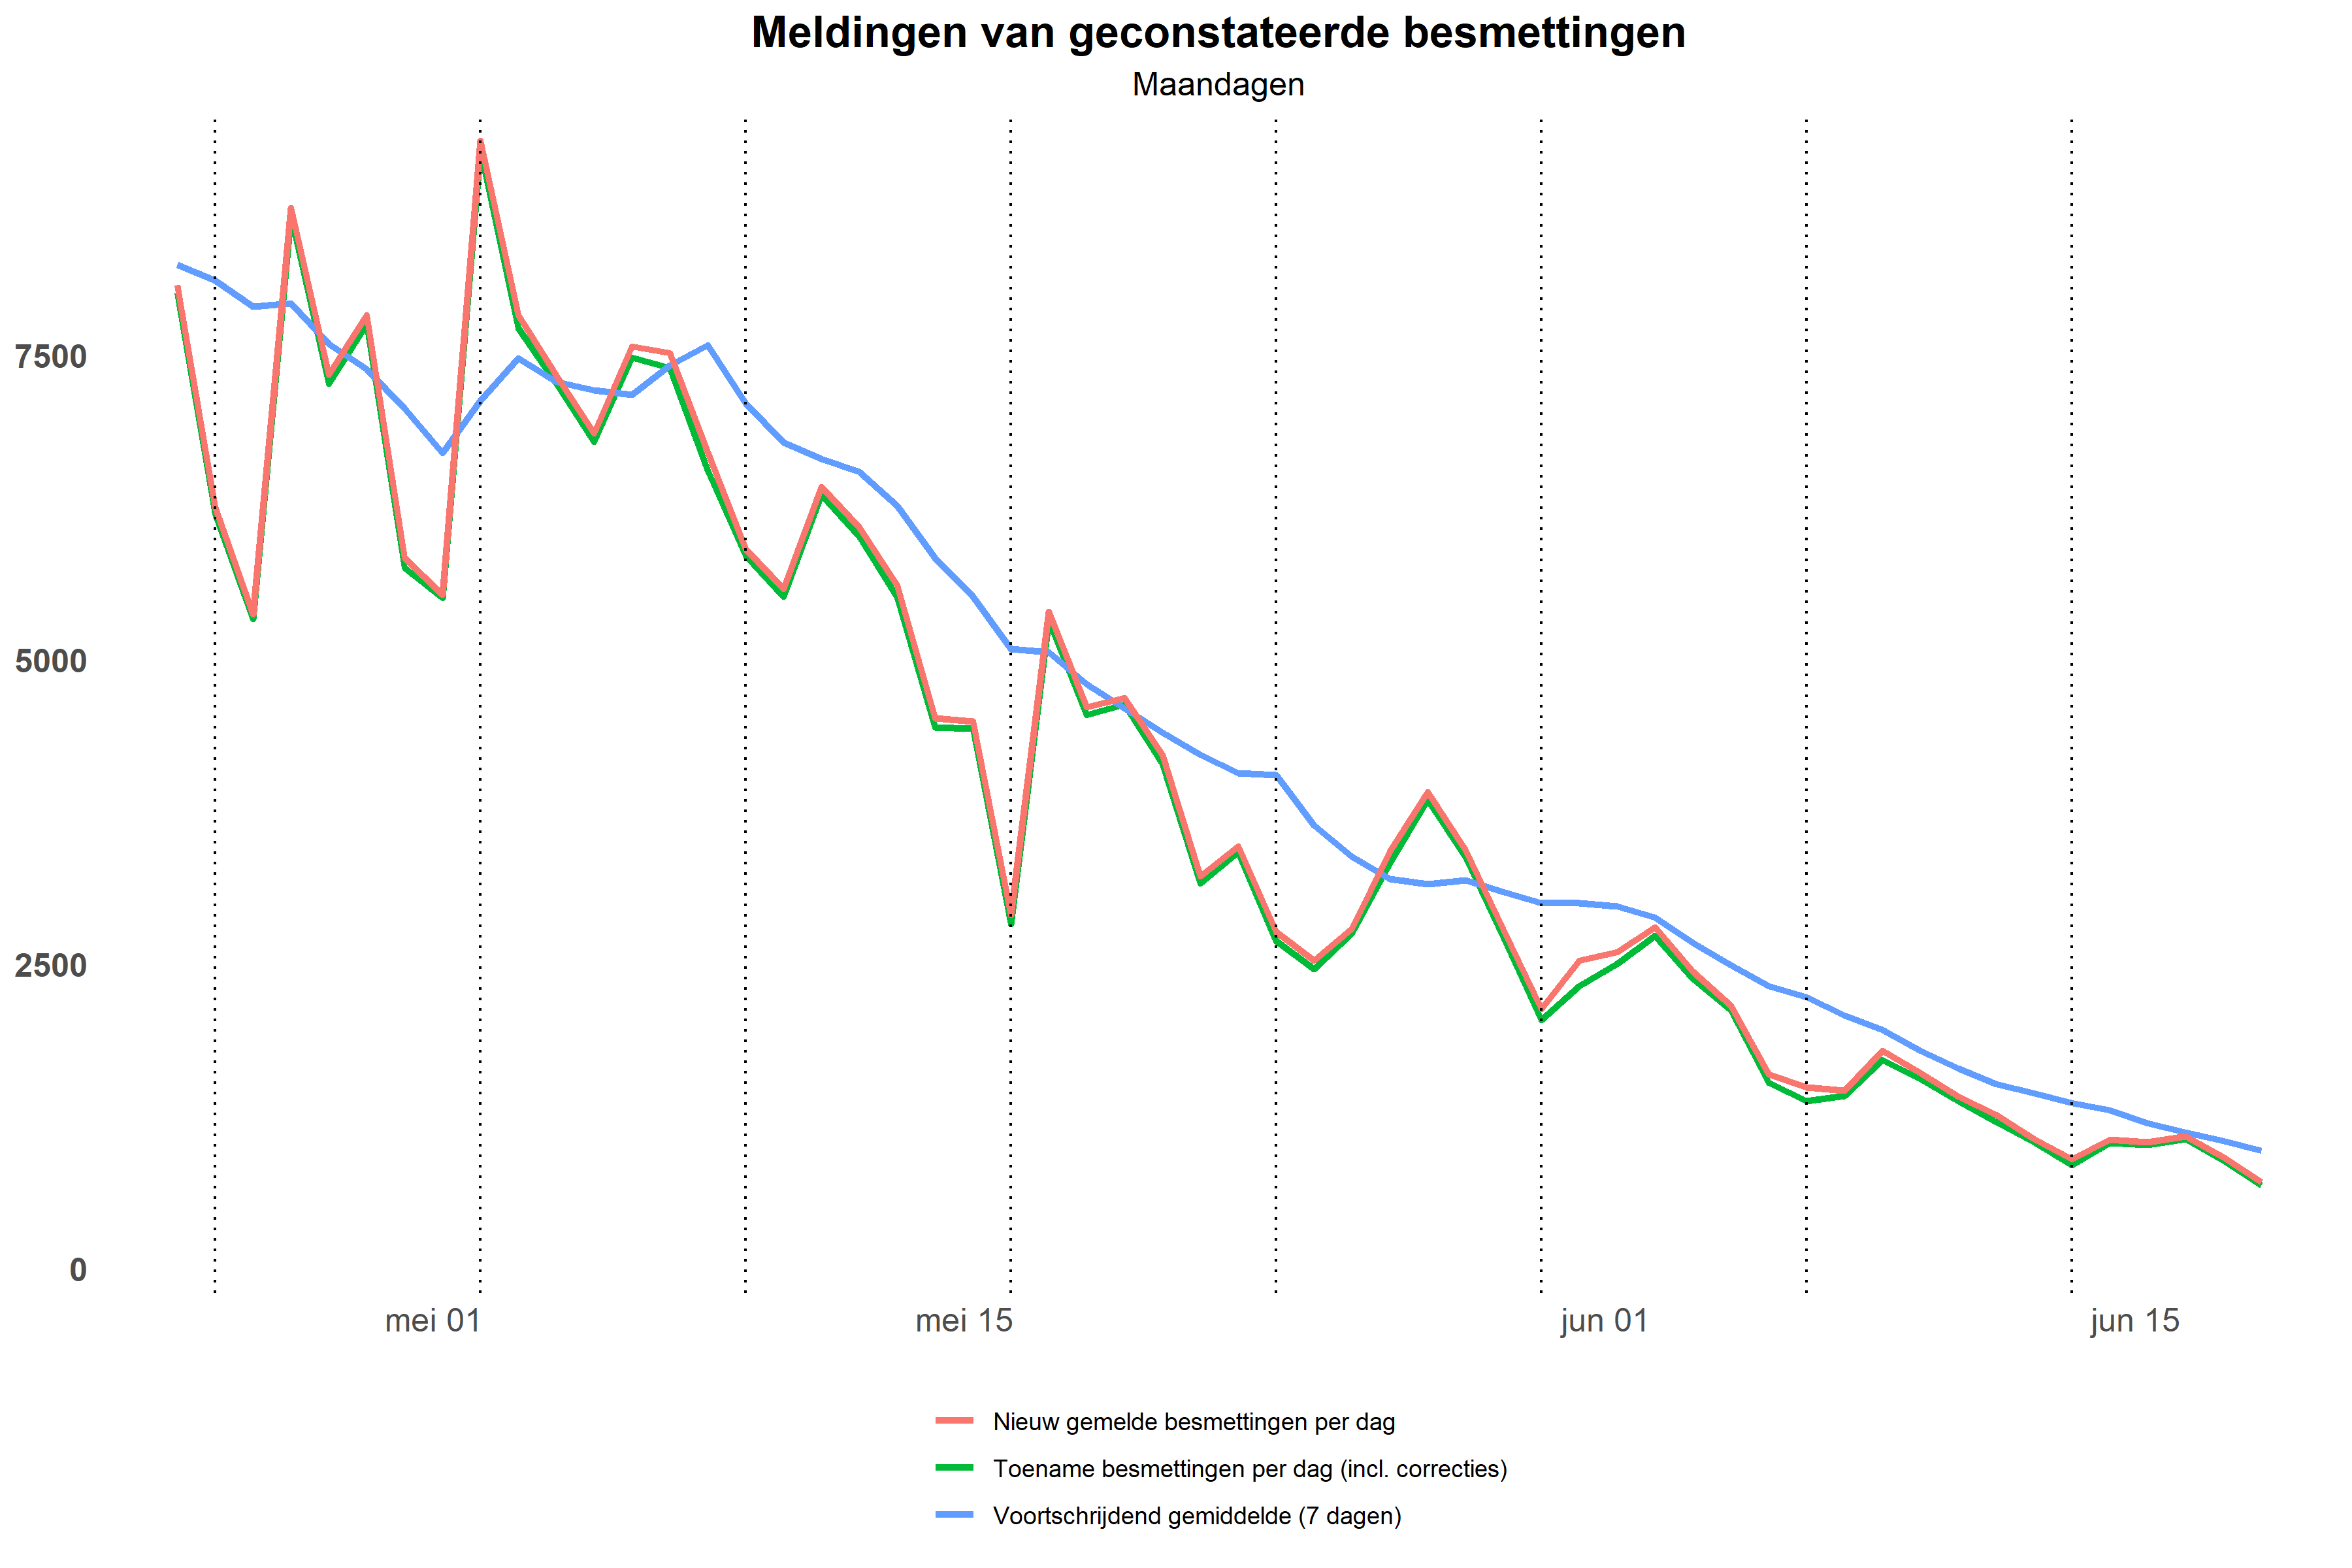 Meldingen van geconstateerde besmettingen
Maandagen
7500
5000
2500
0
mei 01
mei 15
jun 01
jun 15
Nieuw gemelde besmettingen per dag
Toename besmettingen per dag (incl. correcties)
Voortschrijdend gemiddelde (7 dagen)